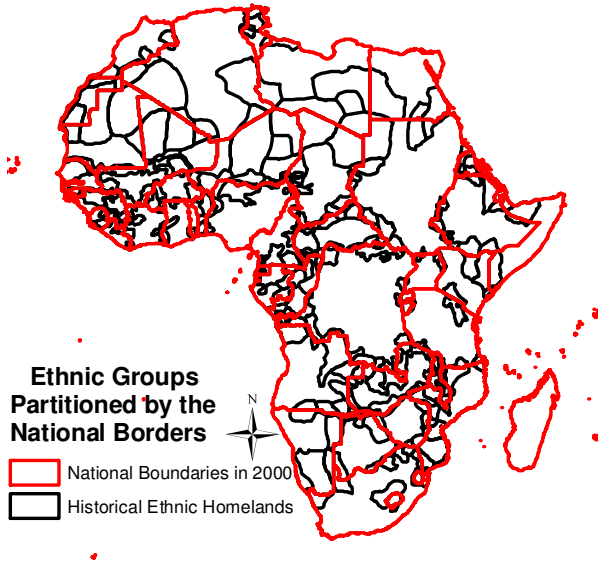 Ethnic Groups
Partitioned by the
National Borders
N
National Boundaries in 2000
Historical Ethnic Homelands